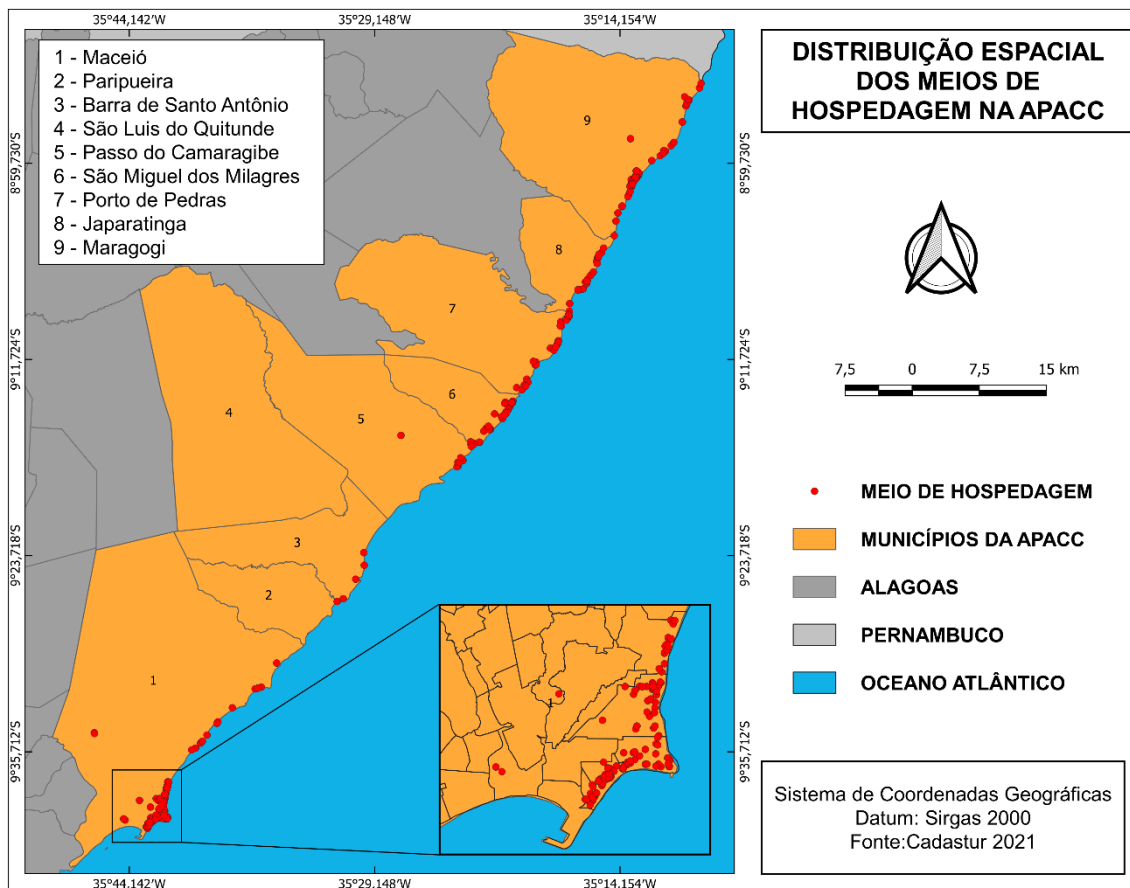 35°44,142′W
35°29,148′W
35°14,154′W
1 - Maceió
2 - Paripueira
3 - Barra de Santo Antônio
4 - São Luis do Quitunde
5 - Passo do Camaragibe
6 - São Miguel dos Milagres
7 - Porto de Pedras
8 - Japaratinga
9 - Maragogi
DISTRIBUIÇÃO ESPACIAL
DOS MEIOS DE
HOSPEDAGEM NA APACC
8°59,730′S
8°59,730′S
9
8
7
9°11,724′S
9°11,724′S
7,5
0
7,5
15 km
6
5
4
MEIO DE HOSPEDAGEM
MUNICÍPIOS DA APACC
ALAGOAS
PERNAMBUCO
OCEANO ATLÂNTICO
9°23,718′S
9°23,718′S
3
2
1
1
9°35,712′S
9°35,712′S
Sistema de Coordenadas Geográficas
Datum: Sirgas 2000
Fonte:Cadastur 2021
35°44,142′W
35°29,148′W
35°14,154′W